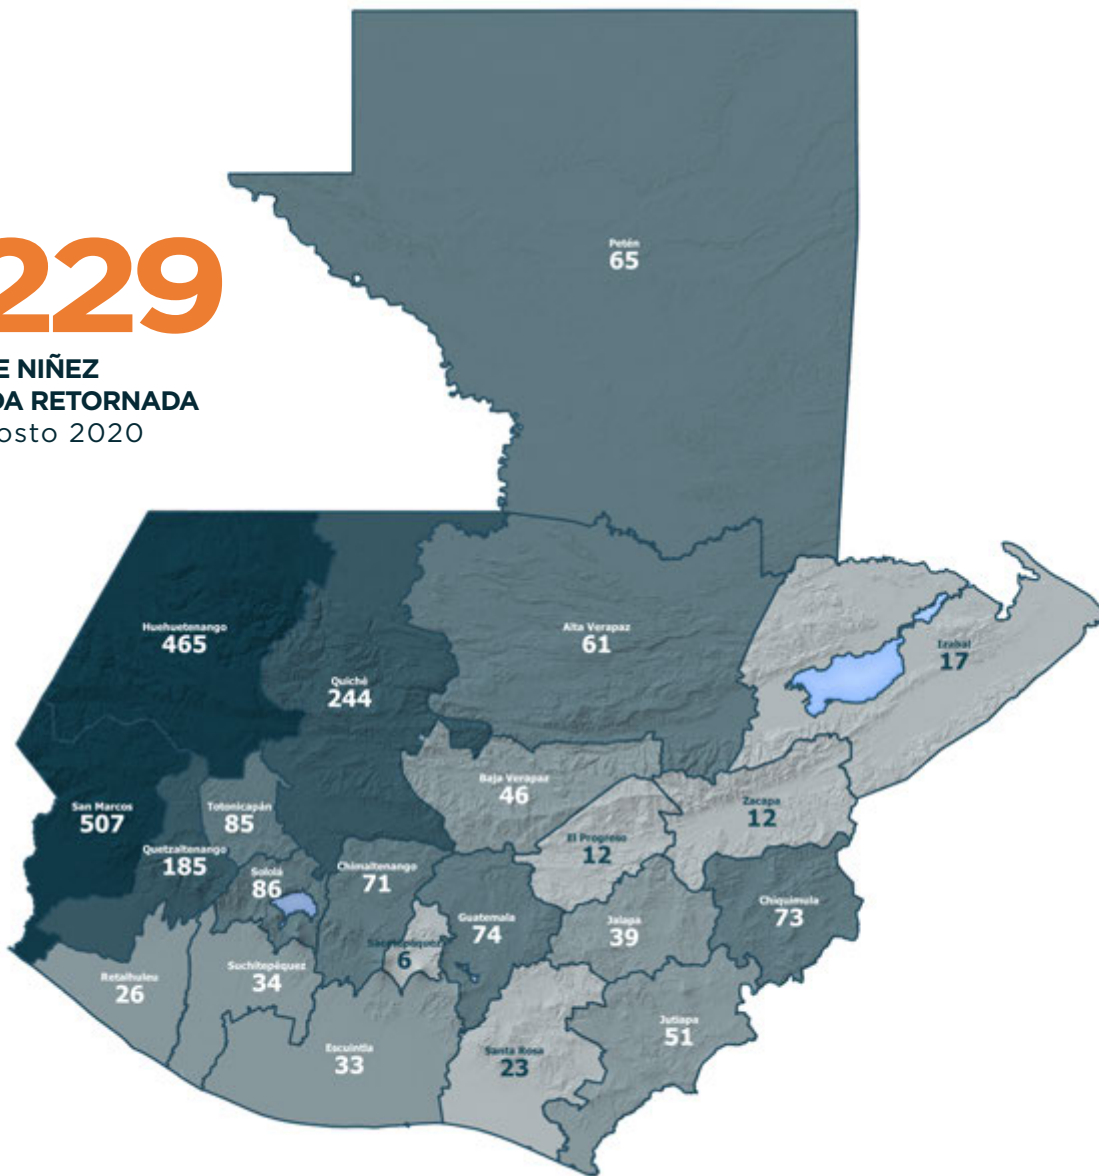 229
E NIÑEZ
DA RETORNADA
osto 2020
Petén
65
Huehuetenango
465
Quiché
244
Alta Verapaz
61
Izabal
17
San Marcos
507
Totonicapán
85
Quetzaltenango
185
Sololá
86
Chimaltenango
71
Baja Verapaz
46
El Progreso
12
Zacapa
12
Chiquimula
73
Guatemala
74
Jalapa
39
Sacatepéquez
6
Retalhuleu
26
Suchitepéquez
34
Escuintla
33
Santa Rosa
23
Jutiapa
51